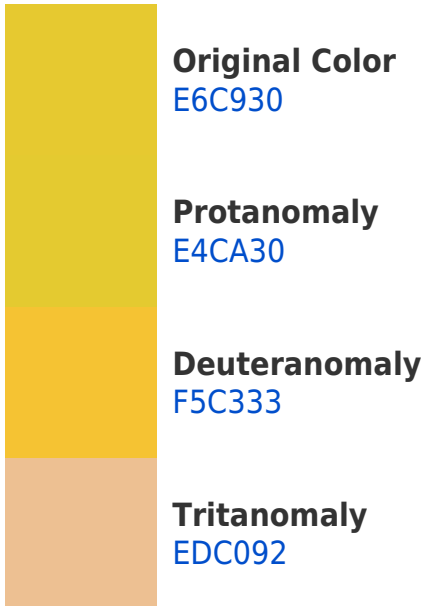 Original Color
E6C930
Protanomaly
E4CA30
Deuteranomaly
F5C333
Tritanomaly
EDC092